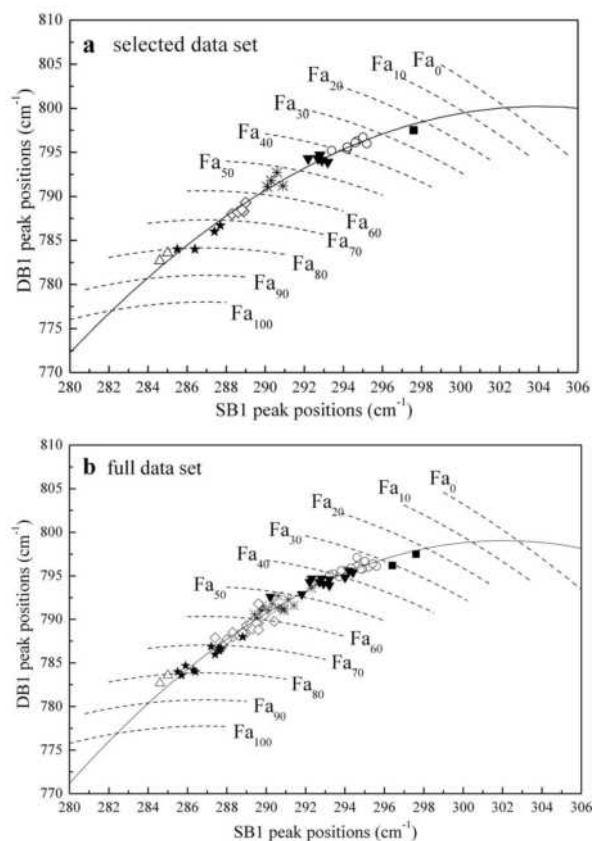 a selected data set
DB1 peak positions (cm⁻¹)
810
805
800
795
790
785
780
775
770
Fa₀
Fa₁₀
Fa₂₀
Fa₃₀
Fa₄₀
Fa₅₀
Fa₆₀
Fa₇₀
Fa₈₀
Fa₉₀
Fa₁₀₀
280 282 284 286 288 290 292 294 296 298 300 302 304 306
SB1 peak positions (cm⁻¹)
b full data set
DB1 peak positions (cm⁻¹)
810
805
800
795
790
785
780
775
770
Fa₀
Fa₁₀
Fa₂₀
Fa₃₀
Fa₄₀
Fa₅₀
Fa₆₀
Fa₇₀
Fa₈₀
Fa₉₀
Fa₁₀₀
280 282 284 286 288 290 292 294 296 298 300 302 304 306
SB1 peak positions (cm⁻¹)